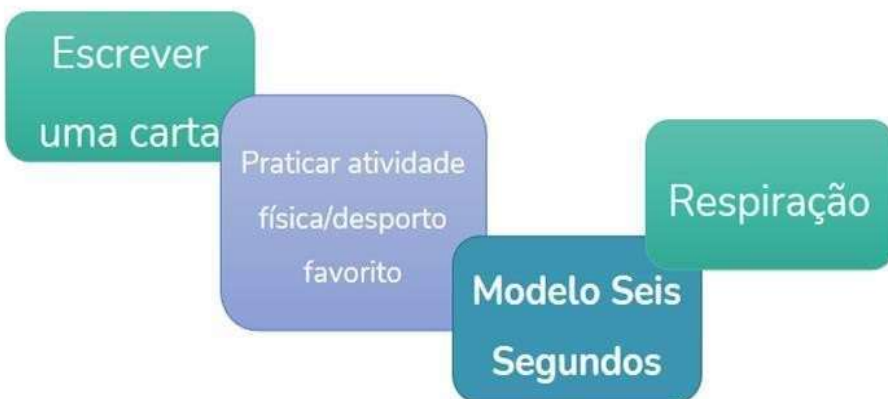 Escrever
uma carta
Praticar atividade
física/desporto
favorito
Modelo Seis
Segundos
Respiração